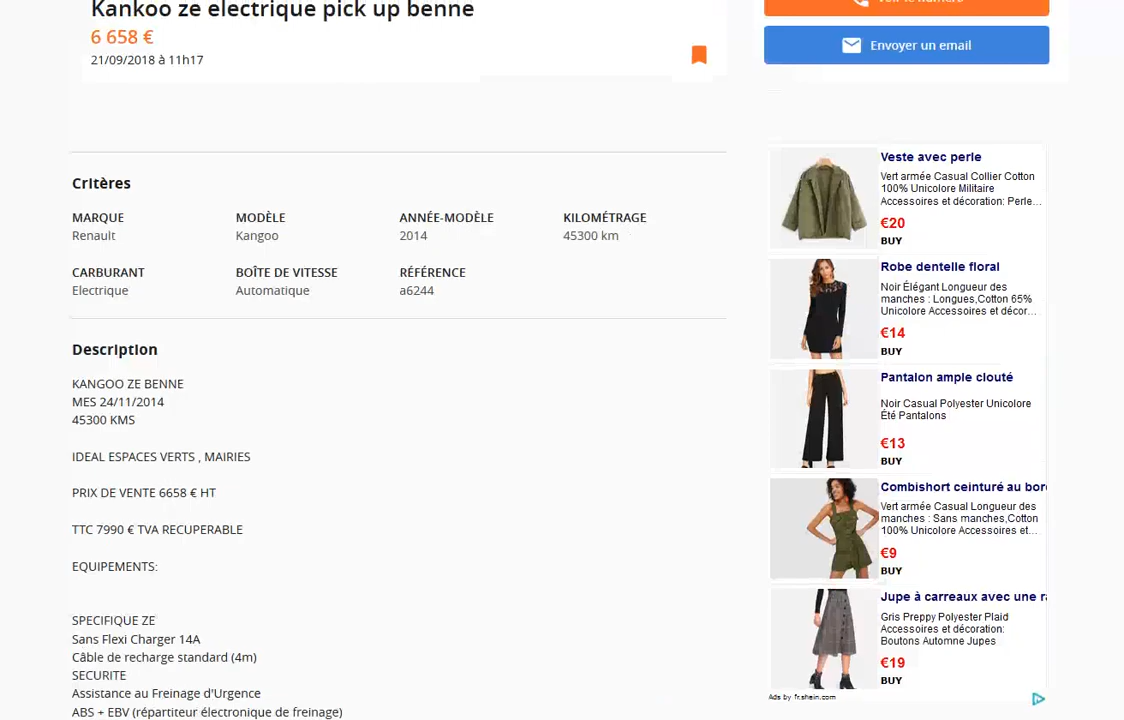 Kankoo ze electrique pick up benne
6 658 €
21/09/2018 à 11h17
Envoyer un email
Critères
MARQUE
Renault
MODÈLE
Kangoo
ANNÉE-MODÈLE
2014
KILOMÉTRAGE
45300 km
CARBURANT
Electrique
BOÎTE DE VITESSE
Automatique
RÉFÉRENCE
a6244
Description
KANGOO ZE BENNE
MES 24/11/2014
45300 KMS
IDEAL ESPACES VERTS , MAIRIES
PRIX DE VENTE 6658 € HT
TTC 7990 € TVA RECUPERABLE
EQUIPEMENTS:
SPECIFIQUE ZE
Sans Flexi Charger 14A
Câble de recharge standard (4m)
SECURITE
Assistance au Freinage d'Urgence
ABS + EBV (répartiteur électronique de freinage)
Veste avec perle
Vert armée Casual Collier Cotton
100% Unicolore Militaire
Accessoires et décoration: Perle...
€20
BUY
Robe dentelle floral
Noir Élégant Longueur des
manches : Longues,Cotton 65%
Unicolore Accessoires et décor...
€14
BUY
Pantalon ample clouté
Noir Casual Polyester Unicolore
Été Pantalons
€13
BUY
Combishort ceinturé au bor
Vert armée Casual Longueur des
manches : Sans manches,Cotton
100% Unicolore Accessoires et...
€9
BUY
Jupe à carreaux avec une ra
Gris Preppy Polyester Plaid
Accessoires et décoration:
Boutons Automne Jupes
€19
BUY
Ads by fr.shein.com